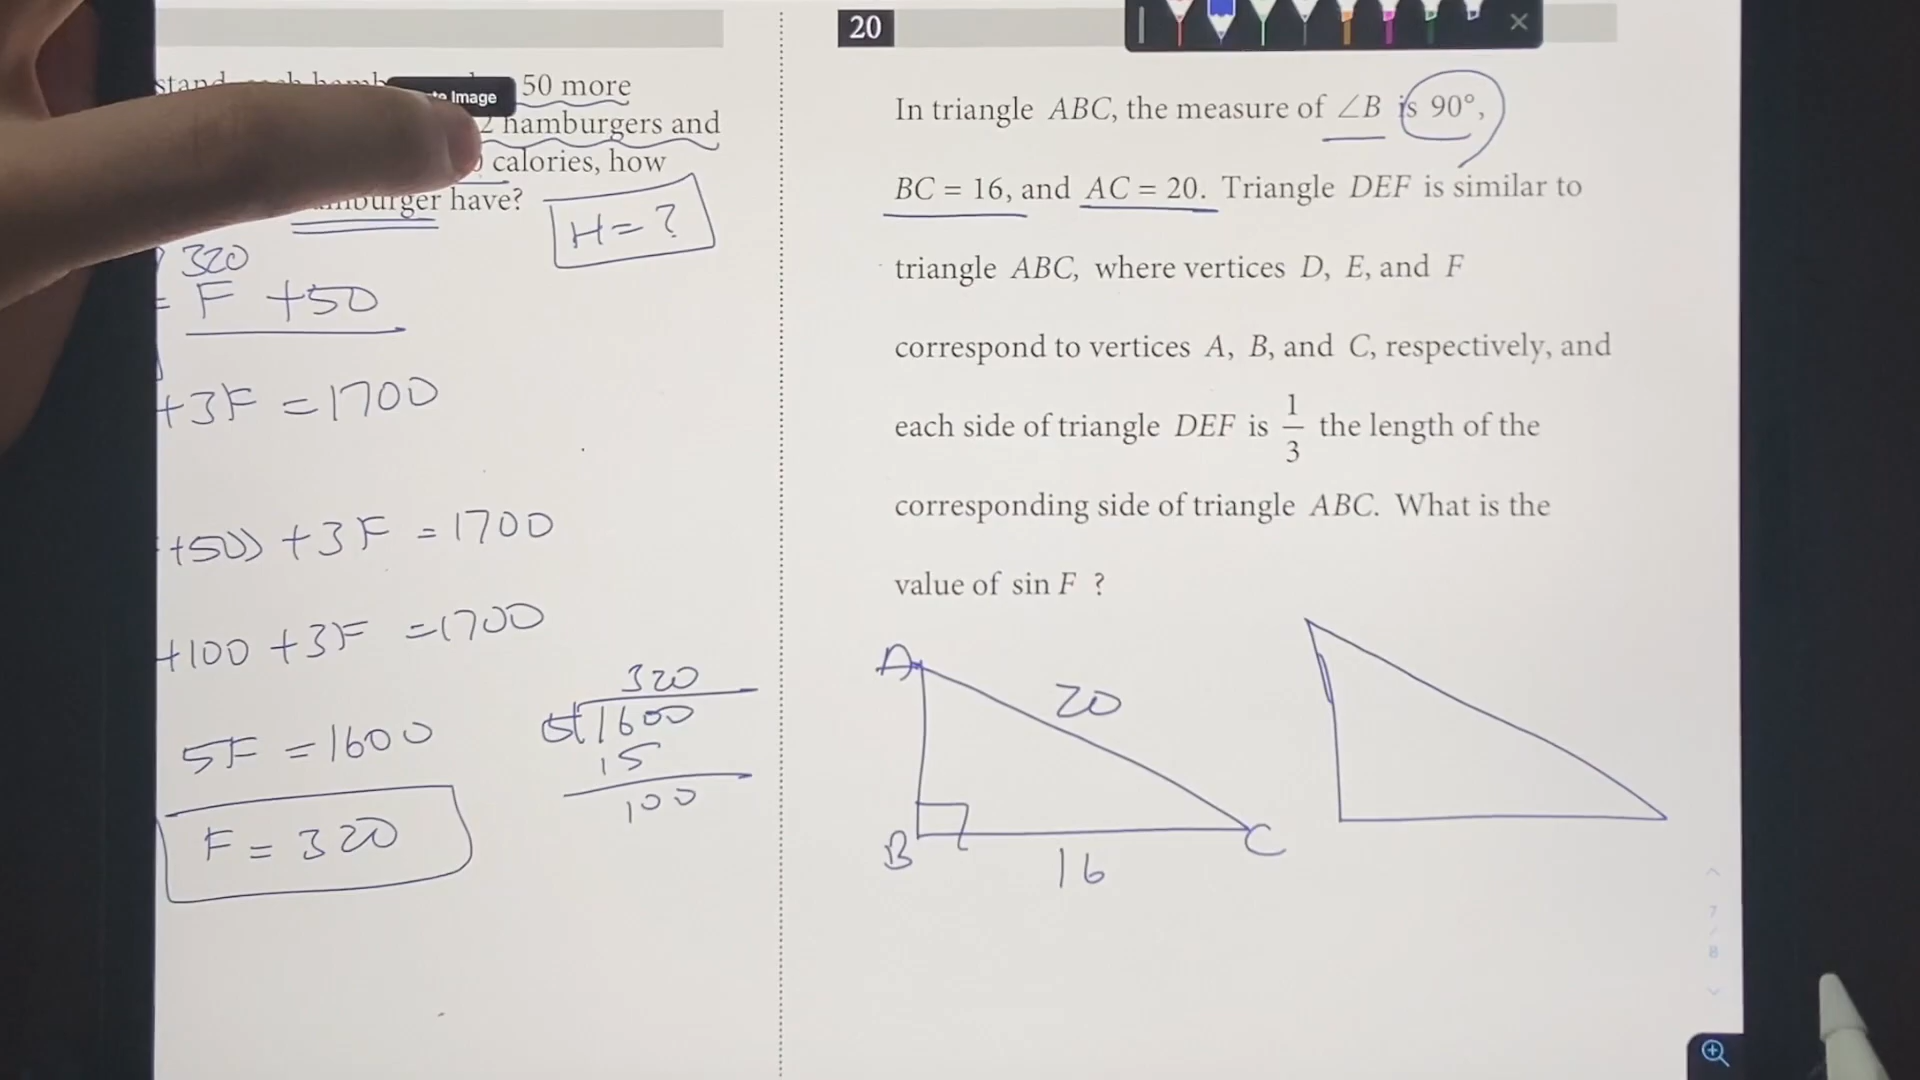 50 more
hamburgers and
calories, how
hamburger have?
H = ?
320
= F +50
+3F = 1700
+50) + 3F = 1700
+100 + 3F = 1700
5F = 1600
F = 320
320
5 1600
15
100
Image
20
In triangle ABC, the measure of ∠B is 90°,
BC = 16, and AC = 20. Triangle DEF is similar to
triangle ABC, where vertices D, E, and F
correspond to vertices A, B, and C, respectively, and
each side of triangle DEF is 1/3 the length of the
corresponding side of triangle ABC. What is the
value of sin F ?
A
20
B
16
C
7
/
8